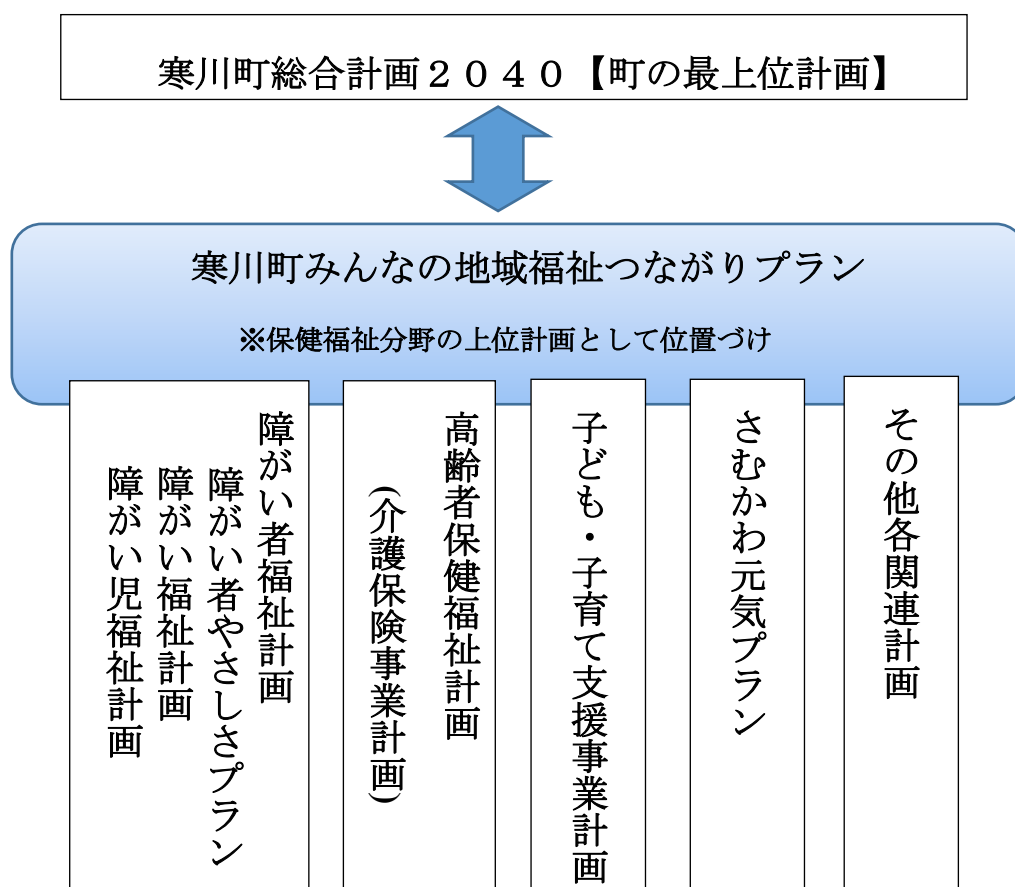 寒川町総合計画２０４０【町の最上位計画】
寒川町みんなの地域福祉つながりプラン
※保健福祉分野の上位計画として位置づけ
障がい者福祉計画
障がい者やさしさプラン
障がい福祉計画
障がい児福祉計画
高齢者保健福祉計画
(介護保険事業計画)
子ども・子育て支援事業計画
さむかわ元気プラン
その他各関連計画